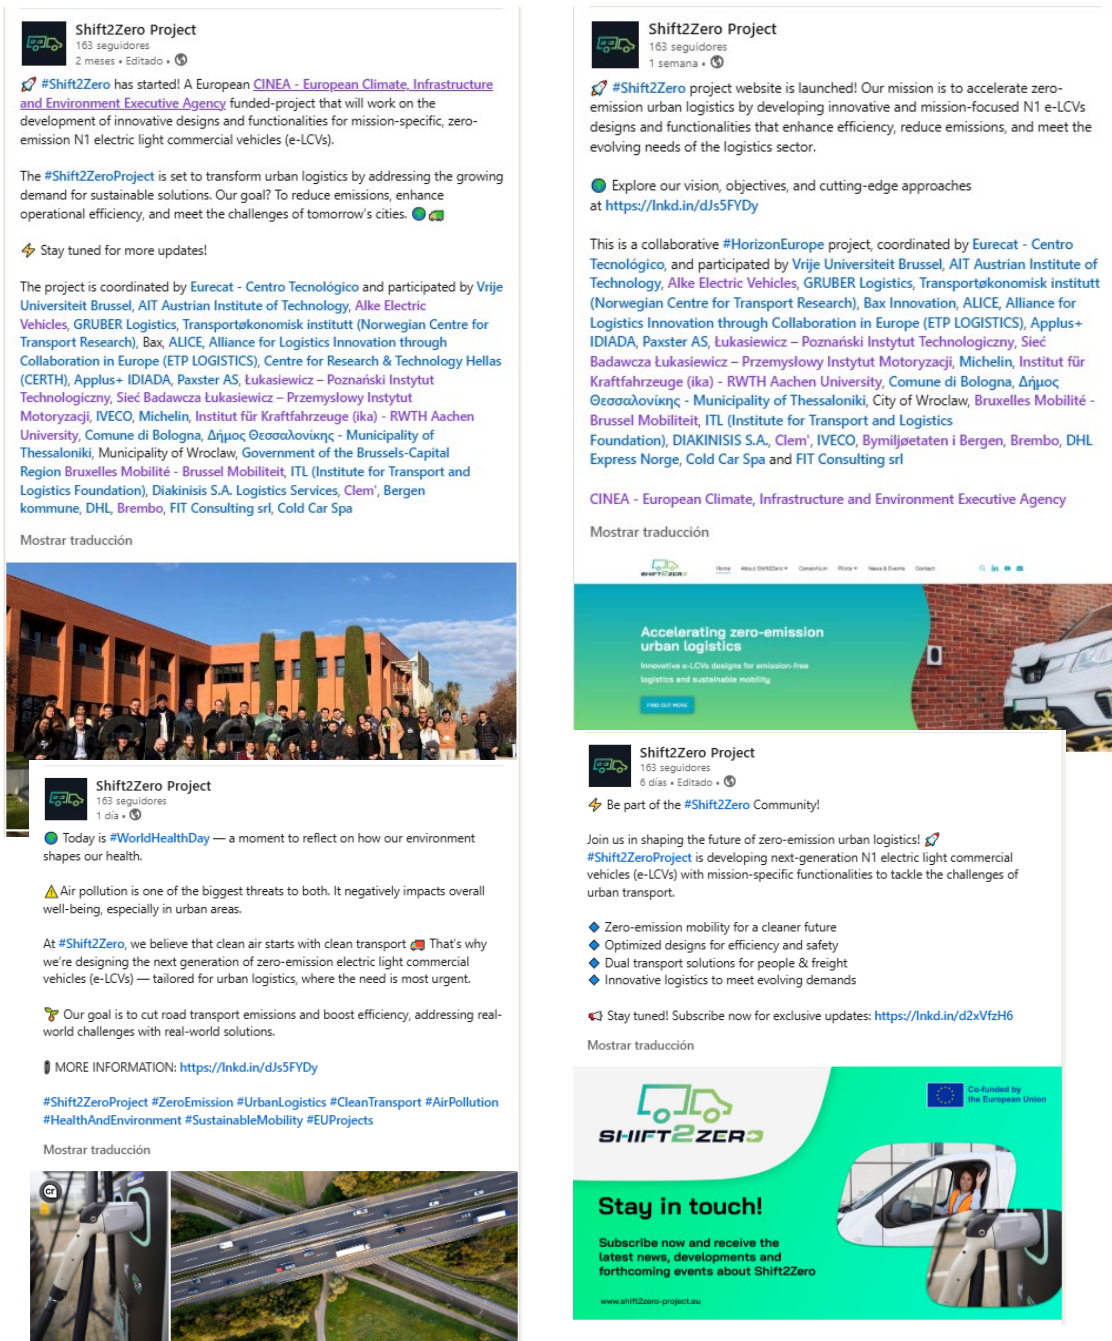 Shift2Zero Project
163 seguidores
2 meses • Editado •
#Shift2Zero has started! A European CINEA - European Climate, Infrastructure
and Environment Executive Agency funded-project that will work on the
development of innovative designs and functionalities for mission-specific, zero-
emission N1 electric light commercial vehicles (e-LCVs).
The #Shift2ZeroProject is set to transform urban logistics by addressing the growing
demand for sustainable solutions. Our goal? To reduce emissions, enhance
operational efficiency, and meet the challenges of tomorrow's cities.
Stay tuned for more updates!
The project is coordinated by Eurecat - Centro Tecnológico and participated by Vrije
Universiteit Brussel, AIT Austrian Institute of Technology, Alke Electric
Vehicles, GRUBER Logistics, Transportøkonomisk institutt (Norwegian Centre for
Transport Research), Bax, ALICE, Alliance for Logistics Innovation through
Collaboration in Europe (ETP LOGISTICS), Centre for Research & Technology Hellas
(CERTH), Applus+ IDIADA, Paxster AS, Łukasiewicz – Poznański Instytut
Technologiczny, Sieć Badawcza Łukasiewicz – Przemysłowy Instytut
Motoryzacji, IVECO, Michelin, Institut für Kraftfahrzeuge (ika) - RWTH Aachen
University, Comune di Bologna, Δήμος Θεσσαλονίκης - Municipality of
Thessaloniki, Municipality of Wroclaw, Government of the Brussels-Capital
Region Bruxelles Mobilité - Brussel Mobiliteit, ITL (Institute for Transport and
Logistics Foundation), Diakinisis S.A. Logistics Services, Clem', Bergen
kommune, DHL, Brembo, FIT Consulting srl, Cold Car Spa
Mostrar traducción
Shift2Zero Project
163 seguidores
1 día •
Today is #WorldHealthDay — a moment to reflect on how our environment
shapes our health.
Air pollution is one of the biggest threats to both. It negatively impacts overall
well-being, especially in urban areas.
At #Shift2Zero, we believe that clean air starts with clean transport That's why
we're designing the next generation of zero-emission electric light commercial
vehicles (e-LCVs) — tailored for urban logistics, where the need is most urgent.
Our goal is to cut road transport emissions and boost efficiency, addressing real-
world challenges with real-world solutions.
MORE INFORMATION: https://lnkd.in/dJs5FYDy
#Shift2ZeroProject #ZeroEmission #UrbanLogistics #CleanTransport #AirPollution
#HealthAndEnvironment #SustainableMobility #EUProjects
Mostrar traducción
cr
Shift2Zero Project
163 seguidores
1 semana •
#Shift2Zero project website is launched! Our mission is to accelerate zero-
emission urban logistics by developing innovative and mission-focused N1 e-LCVs
designs and functionalities that enhance efficiency, reduce emissions, and meet the
evolving needs of the logistics sector.
Explore our vision, objectives, and cutting-edge approaches
at https://lnkd.in/dJs5FYDy
This is a collaborative #HorizonEurope project, coordinated by Eurecat - Centro
Tecnológico, and participated by Vrije Universiteit Brussel, AIT Austrian Institute of
Technology, Alke Electric Vehicles, GRUBER Logistics, Transportøkonomisk institutt
(Norwegian Centre for Transport Research), Bax Innovation, ALICE, Alliance for
Logistics Innovation through Collaboration in Europe (ETP LOGISTICS), Applus+
IDIADA, Paxster AS, Łukasiewicz – Poznański Instytut Technologiczny, Sieć
Badawcza Łukasiewicz – Przemysłowy Instytut Motoryzacji, Michelin, Institut für
Kraftfahrzeuge (ika) - RWTH Aachen University, Comune di Bologna, Δήμος
Θεσσαλονίκης - Municipality of Thessaloniki, City of Wroclaw, Bruxelles Mobilité -
Brussel Mobiliteit, ITL (Institute for Transport and Logistics
Foundation), DIAKINISIS S.A., Clem', IVECO, Bymiljøetaten i Bergen, Brembo, DHL
Express Norge, Cold Car Spa and FIT Consulting srl
CINEA - European Climate, Infrastructure and Environment Executive Agency
Mostrar traducción
SHIFT2ZERO
Home About Shift2Zero Consortium Pilots News & Events Contact
Accelerating zero-emission
urban logistics
Innovative e-LCVs designs for emission-free
logistics and sustainable mobility
FIND OUT MORE
Shift2Zero Project
163 seguidores
6 días • Editado •
Be part of the #Shift2Zero Community!
Join us in shaping the future of zero-emission urban logistics!
#Shift2ZeroProject is developing next-generation N1 electric light commercial
vehicles (e-LCVs) with mission-specific functionalities to tackle the challenges of
urban transport.
Zero-emission mobility for a cleaner future
Optimized designs for efficiency and safety
Dual transport solutions for people & freight
Innovative logistics to meet evolving demands
Stay tuned! Subscribe now for exclusive updates: https://lnkd.in/d2xVfzH6
Mostrar traducción
Co-funded by
the European Union
SHIFT2ZERO
Stay in touch!
Subscribe now and receive the
latest news, developments and
forthcoming events about Shift2Zero
www.shift2zero-project.eu